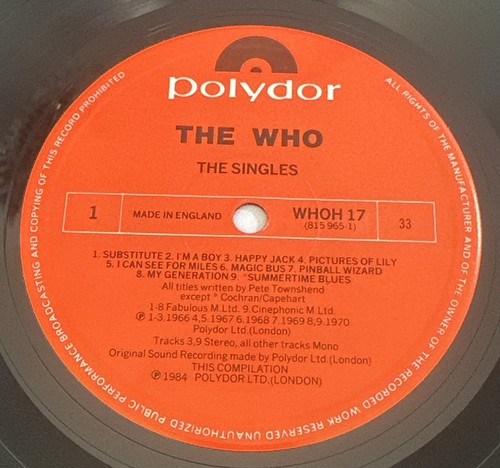 polydor
THE WHO
THE SINGLES
1
MADE IN ENGLAND
WHOH 17
(815 965-1)
33
1. SUBSTITUTE 2. I'M A BOY 3. HAPPY JACK 4. PICTURES OF LILY
5. I CAN SEE FOR MILES 6. MAGIC BUS 7. PINBALL WIZARD
8. MY GENERATION 9. *SUMMERTIME BLUES
All titles written by Pete Townshend
except * Cochran/Capehart
1-8 Fabulous M.Ltd. 9. Cinephonic M.Ltd.
℗ 1-3,1966 4,5,1967 6,1968 7,1969 8,9,1970
Polydor Ltd.(London)
Tracks 3,9 Stereo, all other tracks Mono
Original Sound Recording made by Polydor Ltd.(London)
THIS COMPILATION
℗ 1984 POLYDOR LTD.(LONDON)
ALL RIGHTS OF THE MANUFACTURER AND OF THE OWNER OF THE RECORDED WORK RESERVED UNAUTHORIZED PUBLIC PERFORMANCE BROADCASTING AND COPYING OF THIS RECORD PROHIBITED